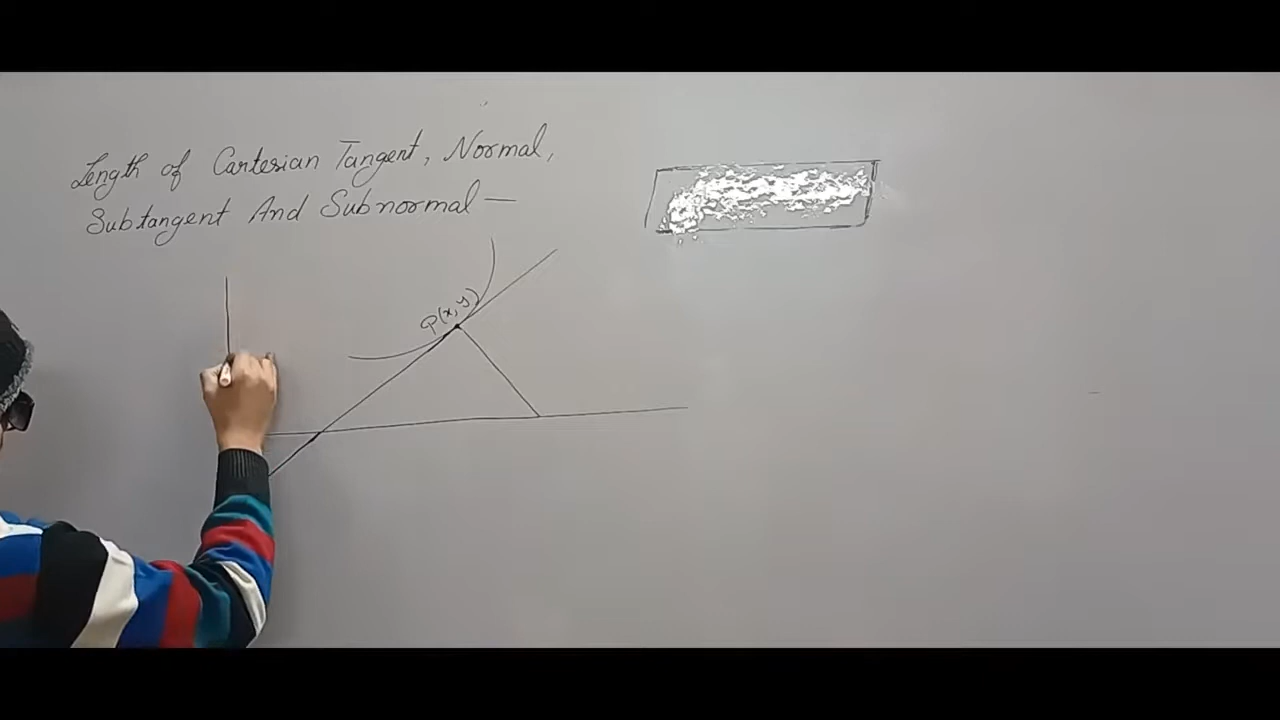 Length of Cartesian Tangent, Normal,
Subtangent And Subnormal —
P(x, y)